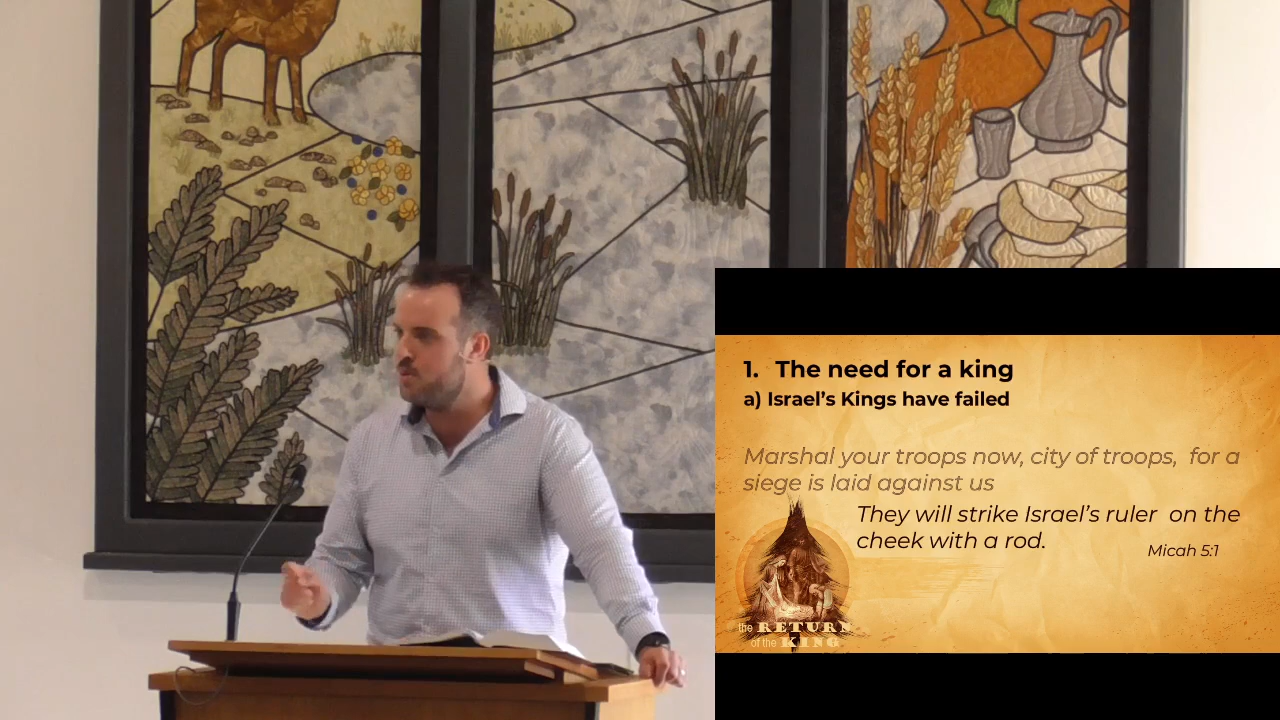 1. The need for a king
a) Israel's Kings have failed
Marshal your troops now, city of troops, for a
siege is laid against us
They will strike Israel's ruler on the
cheek with a rod.
Micah 5:1
the RETURN
of the KING